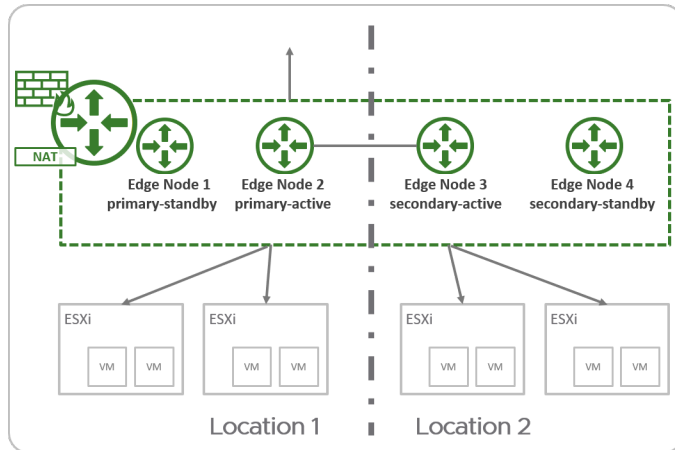 NAT
Edge Node 1
primary-standby
Edge Node 2
primary-active
Edge Node 3
secondary-active
Edge Node 4
secondary-standby
ESXi
VM
VM
ESXi
VM
VM
ESXi
VM
VM
ESXi
VM
VM
Location 1
Location 2